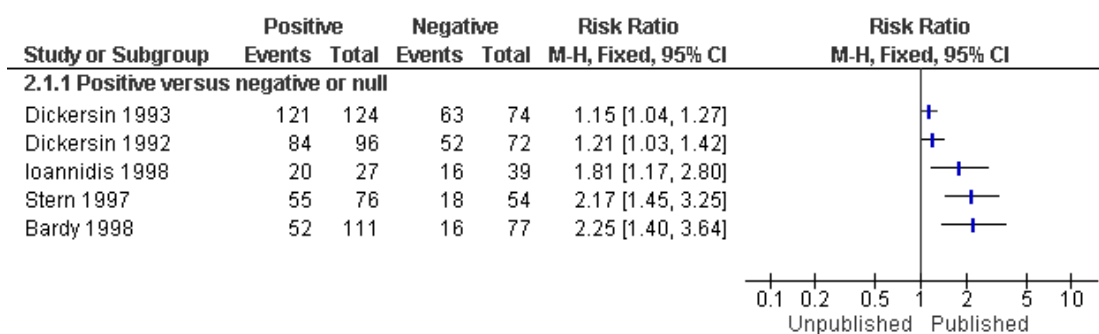 Positive Negative Risk Ratio Risk Ratio
Study or Subgroup Events Total Events Total M-H, Fixed, 95% CI M-H, Fixed, 95% CI
2.1.1 Positive versus negative or null
Dickersin 1993 121 124 63 74 1.15 [1.04, 1.27]
Dickersin 1992 84 96 52 72 1.21 [1.03, 1.42]
Ioannidis 1998 20 27 16 39 1.81 [1.17, 2.80]
Stern 1997 55 76 18 54 2.17 [1.45, 3.25]
Bardy 1998 52 111 16 77 2.25 [1.40, 3.64]
0.1 0.2 0.5 1 2 5 10
Unpublished Published